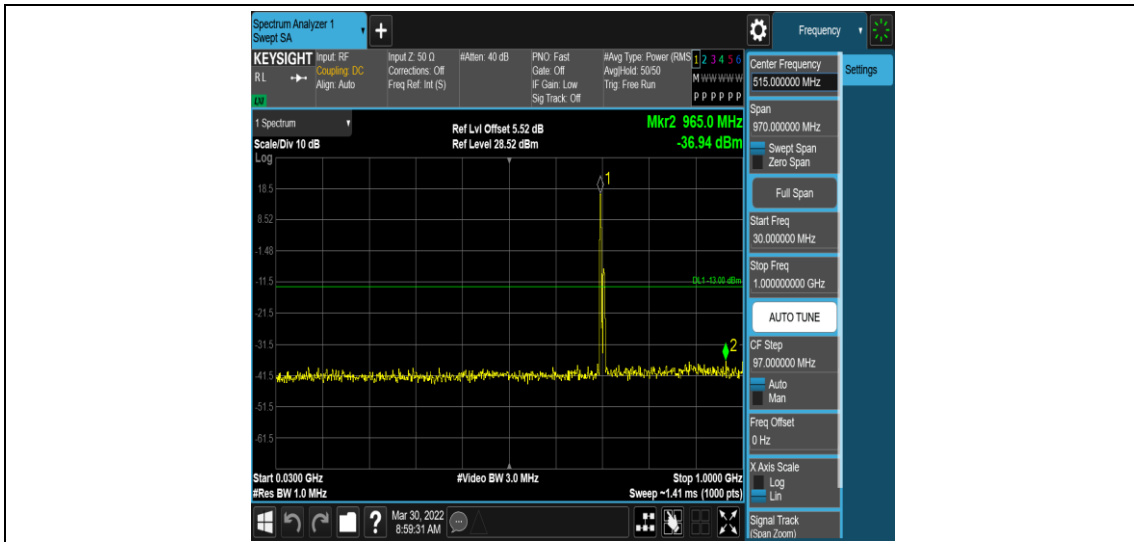 Spectrum Analyzer 1
Swept SA
+
Frequency
KEYSIGHT
RL
LXI
Input: RF
Coupling: DC
Align: Auto
Input Z: 50 Ω
Corrections: Off
Freq Ref: Int (S)
#Atten: 40 dB
PNO: Fast
Gate: Off
IF Gain: Low
Sig Track: Off
#Avg Type: Power (RMS
Avg|Hold: 50/50
Trig: Free Run
1 2 3 4 5 6
M W W W W W
P P P P P P
1 Spectrum
Scale/Div 10 dB
Log
Ref Lvl Offset 5.52 dB
Ref Level 28.52 dBm
Mkr2 965.0 MHz
-36.94 dBm
1
18.5
8.52
-1.48
-11.5
DL1 -13.00 dBm
-21.5
-31.5
2
-41.5
-51.5
-61.5
Start 0.0300 GHz
#Res BW 1.0 MHz
#Video BW 3.0 MHz
Stop 1.0000 GHz
Sweep ~1.41 ms (1000 pts)
?
Mar 30, 2022
8:59:31 AM
Center Frequency
515.000000 MHz
Settings
Span
970.000000 MHz
Swept Span
Zero Span
Full Span
Start Freq
30.000000 MHz
Stop Freq
1.000000000 GHz
AUTO TUNE
CF Step
97.000000 MHz
Auto
Man
Freq Offset
0 Hz
X Axis Scale
Log
Lin
Signal Track
(Span Zoom)